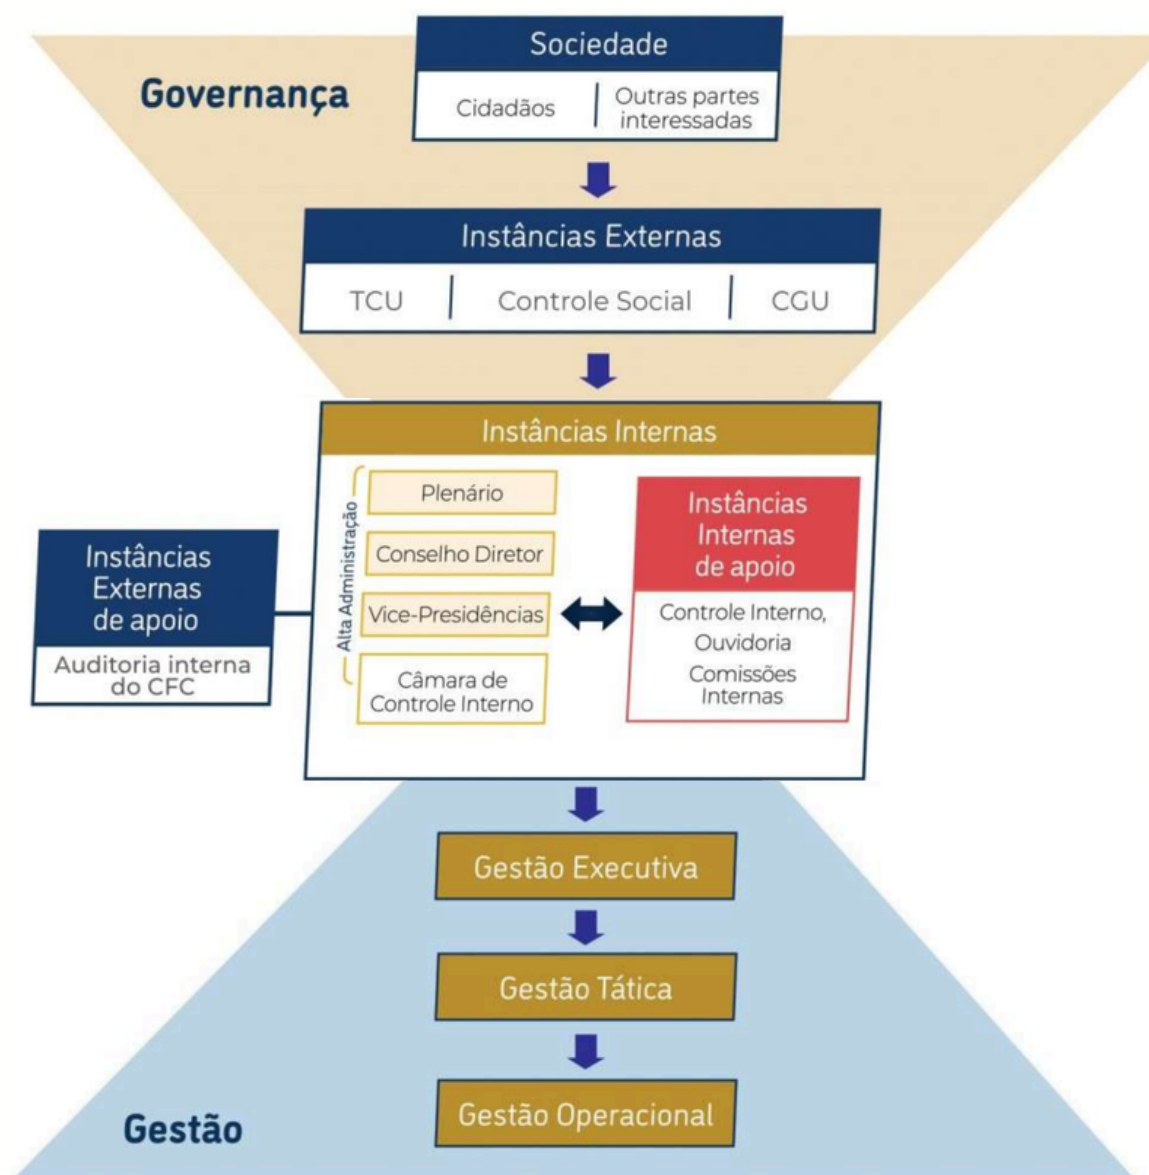 Governança
Sociedade
Cidadãos
Outras partes
interessadas
Instâncias Externas
TCU
Controle Social
CGU
Instâncias Internas
Alta Administração
Plenário
Conselho Diretor
Vice-Presidências
Câmara de
Controle Interno
Instâncias
Internas
de apoio
Controle Interno,
Ouvidoria
Comissões
Internas
Instâncias
Externas
de apoio
Auditoria interna
do CFC
Gestão Executiva
Gestão Tática
Gestão Operacional
Gestão